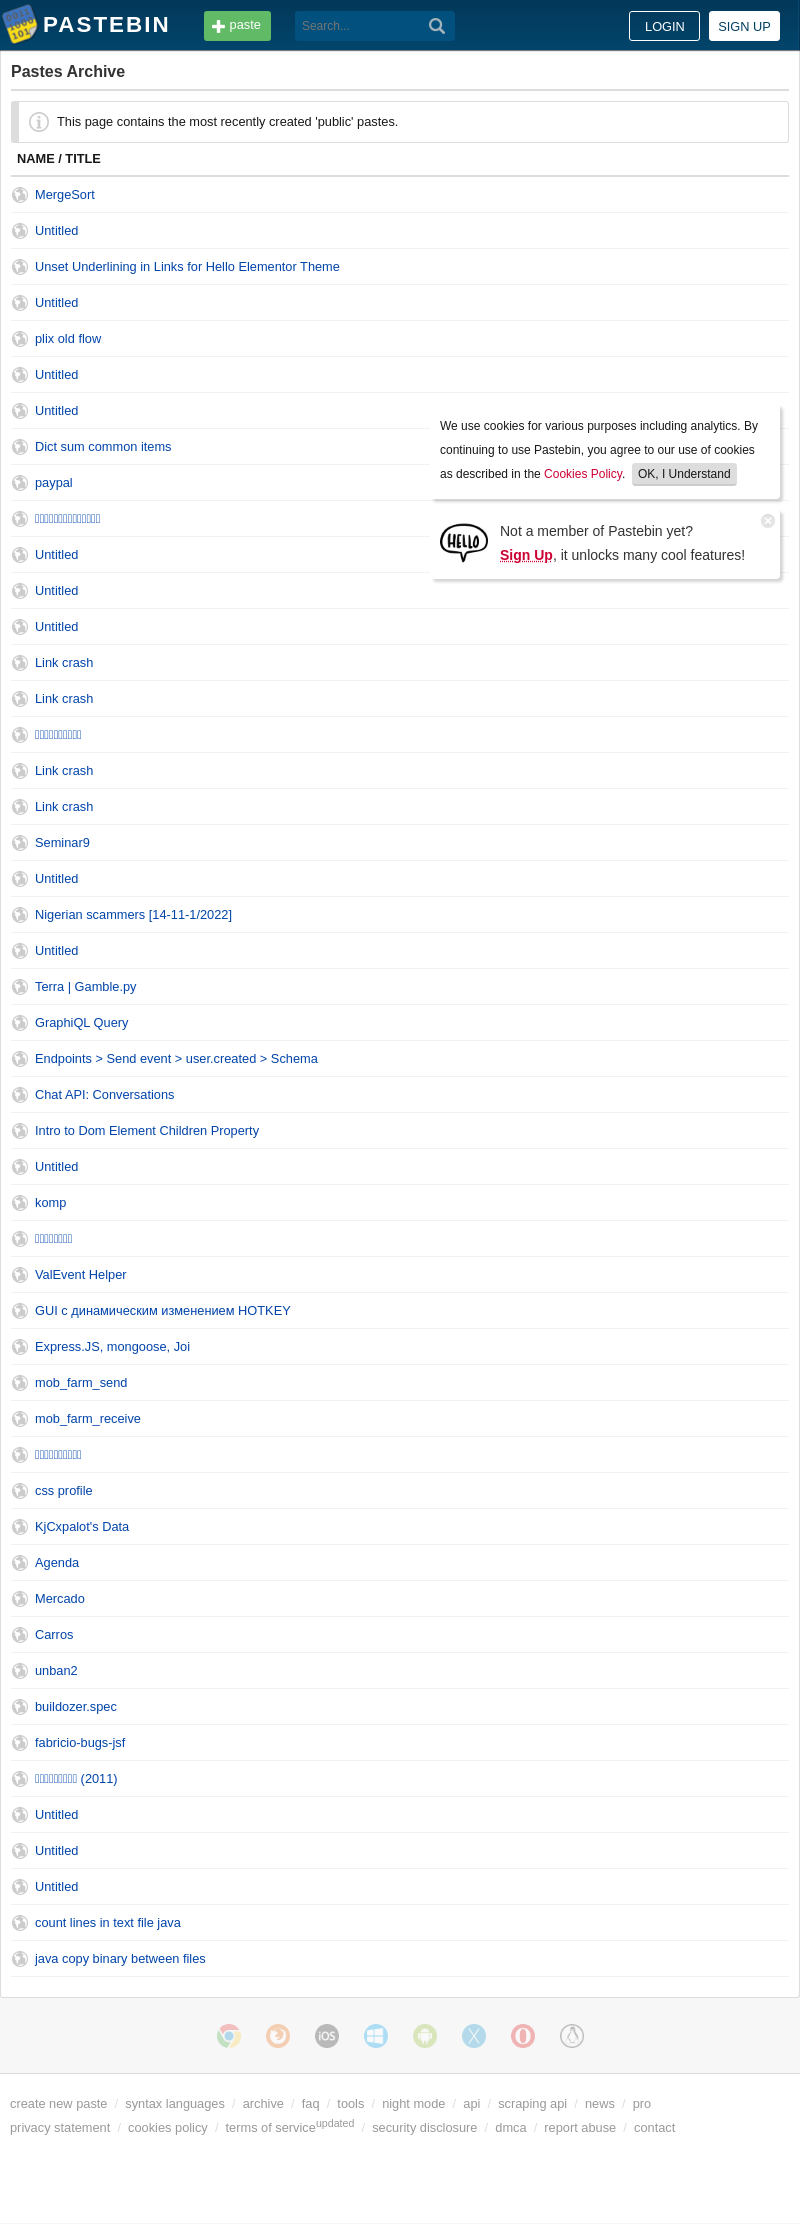 PASTEBIN
paste
Search...
LOGIN
SIGN UP
Pastes Archive
This page contains the most recently created 'public' pastes.
NAME / TITLE
MergeSort
Untitled
Unset Underlining in Links for Hello Elementor Theme
Untitled
plix old flow
Untitled
Untitled
Dict sum common items
paypal
Untitled
Untitled
Untitled
Link crash
Link crash
Link crash
Link crash
Seminar9
Untitled
Nigerian scammers [14-11-1/2022]
Untitled
Terra | Gamble.py
GraphiQL Query
Endpoints > Send event > user.created > Schema
Chat API: Conversations
Intro to Dom Element Children Property
Untitled
komp
ValEvent Helper
GUI с динамическим изменением HOTKEY
Express.JS, mongoose, Joi
mob_farm_send
mob_farm_receive
css profile
KjCxpalot's Data
Agenda
Mercado
Carros
unban2
buildozer.spec
fabricio-bugs-jsf
(2011)
Untitled
Untitled
Untitled
count lines in text file java
java copy binary between files
We use cookies for various purposes including analytics. By
continuing to use Pastebin, you agree to our use of cookies
as described in the Cookies Policy. OK, I Understand
HELLO
Not a member of Pastebin yet?
Sign Up, it unlocks many cool features!
iOS
create new paste / syntax languages / archive / faq / tools / night mode / api / scraping api / news / pro
privacy statement / cookies policy / terms of service updated / security disclosure / dmca / report abuse / contact